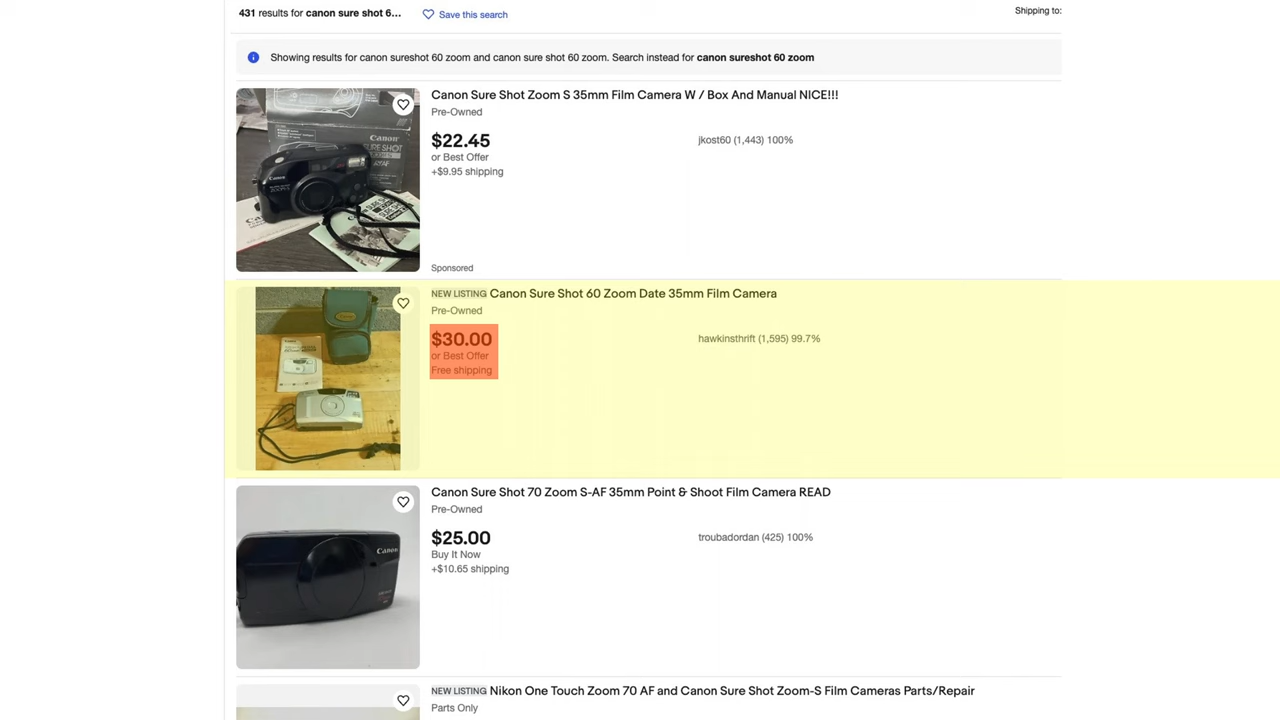 431 results for canon sure shot 6...
Save this search
Shipping to:
Showing results for canon sureshot 60 zoom and canon sure shot 60 zoom. Search instead for canon sureshot 60 zoom
Canon Sure Shot Zoom S 35mm Film Camera W / Box And Manual NICE!!!
Pre-Owned
$22.45
or Best Offer
+$9.95 shipping
jkost60 (1,443) 100%
Sponsored
Canon
SURE SHOT
Canon
NEW LISTING Canon Sure Shot 60 Zoom Date 35mm Film Camera
Pre-Owned
$30.00
or Best Offer
Free shipping
hawkinsthrift (1,595) 99.7%
Canon Sure Shot 70 Zoom S-AF 35mm Point & Shoot Film Camera READ
Pre-Owned
$25.00
Buy It Now
+$10.65 shipping
troubadordan (425) 100%
Canon
NEW LISTING Nikon One Touch Zoom 70 AF and Canon Sure Shot Zoom-S Film Cameras Parts/Repair
Parts Only